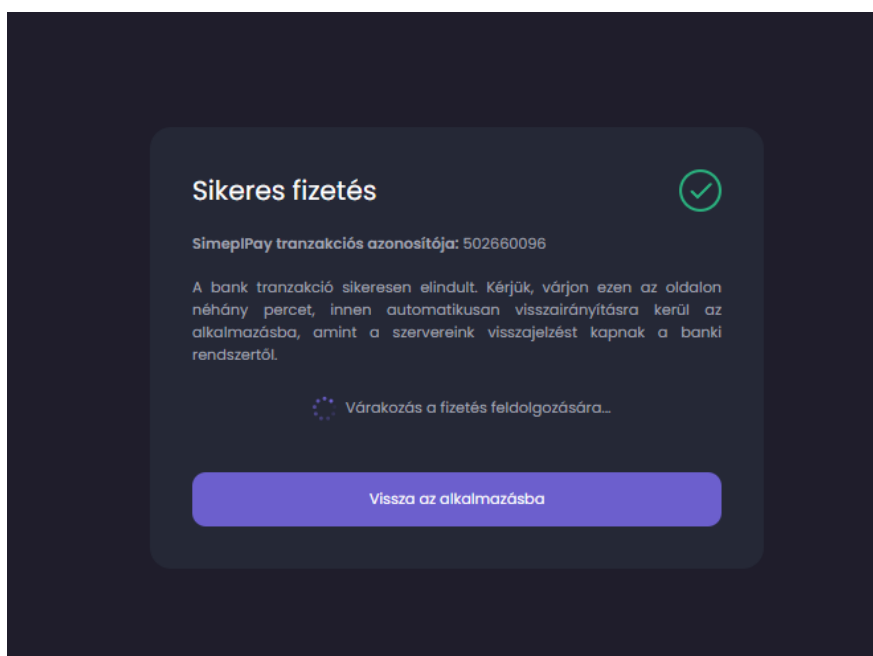 Sikeres fizetés
SimeplPay tranzakciós azonosítója: 502660096
A bank tranzakció sikeresen elindult. Kérjük, várjon ezen az oldalon
néhány percet, innen automatikusan visszairányításra kerül az
alkalmazásba, amint a szervereink visszajelzést kapnak a banki
rendszertől.
Várakozás a fizetés feldolgozására...
Vissza az alkalmazásba